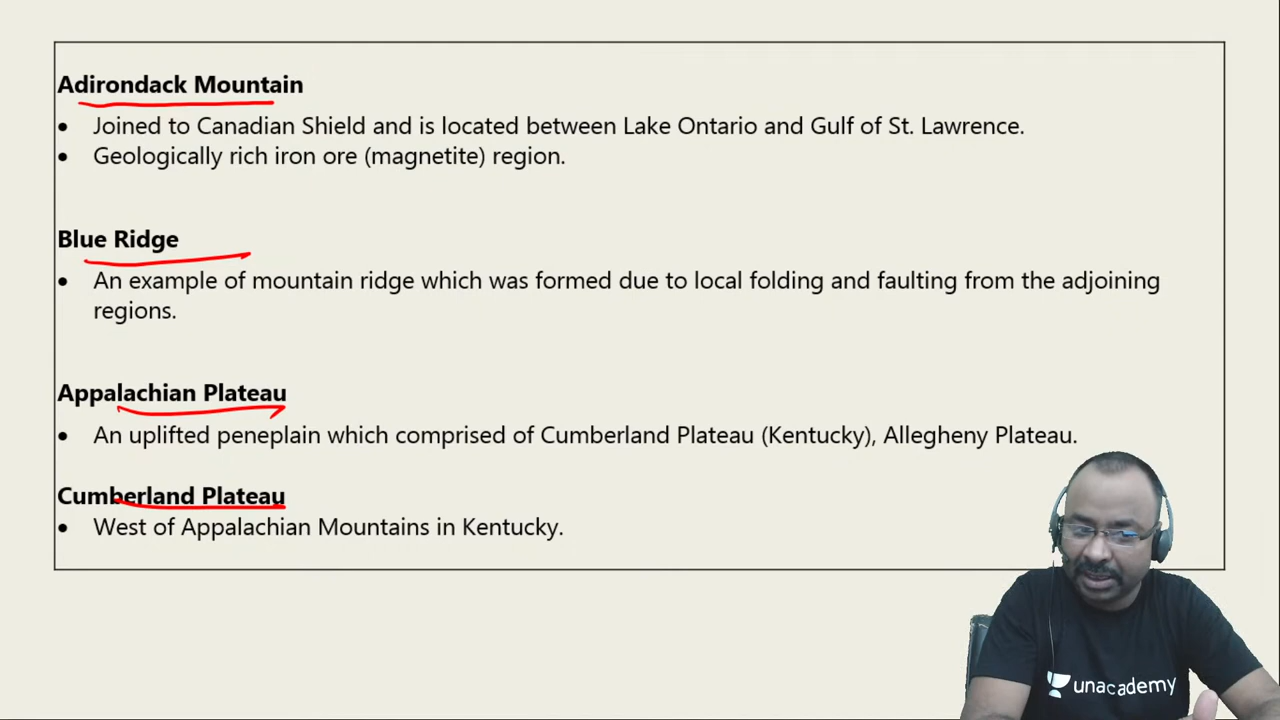 Adirondack Mountain
• Joined to Canadian Shield and is located between Lake Ontario and Gulf of St. Lawrence.
• Geologically rich iron ore (magnetite) region.
Blue Ridge
• An example of mountain ridge which was formed due to local folding and faulting from the adjoining
regions.
Appalachian Plateau
• An uplifted peneplain which comprised of Cumberland Plateau (Kentucky), Allegheny Plateau.
Cumberland Plateau
• West of Appalachian Mountains in Kentucky.
unacademy